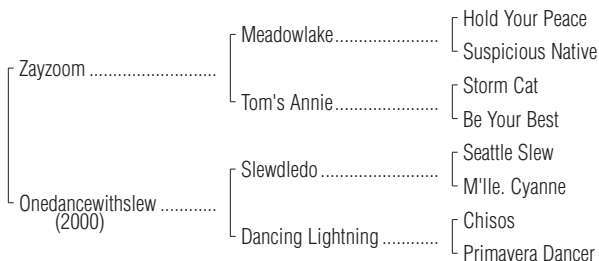 Hold Your Peace
Meadowlake........................
Suspicious Native
Zayzoom .............................
Storm Cat
Tom's Annie........................
Be Your Best
Seattle Slew
Slewdledo ...........................
M'lle. Cyanne
Onedancewithslew .............
(2000)
Chisos
Dancing Lightning .............
Primavera Dancer